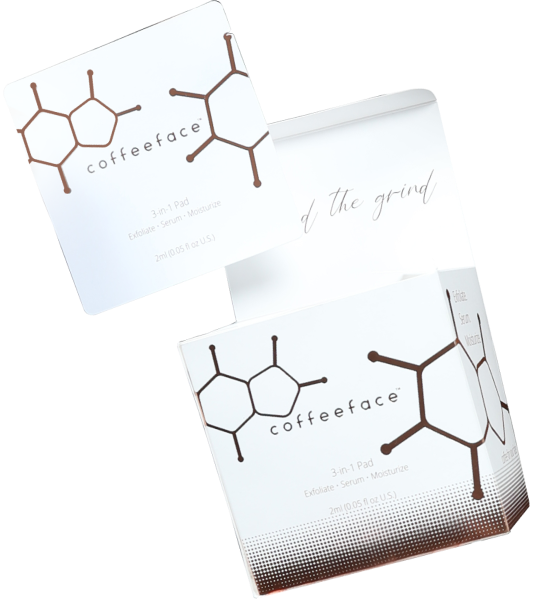 coffeeface™
3-in-1 Pad
Exfoliate • Serum • Moisturize
2ml (0.05 fl oz U.S.)
the grind
coffeeface™
3-in-1 Pad
Exfoliate • Serum • Moisturize
2ml (0.05 fl oz U.S.)
Exfoliate
Serum
Moisturize